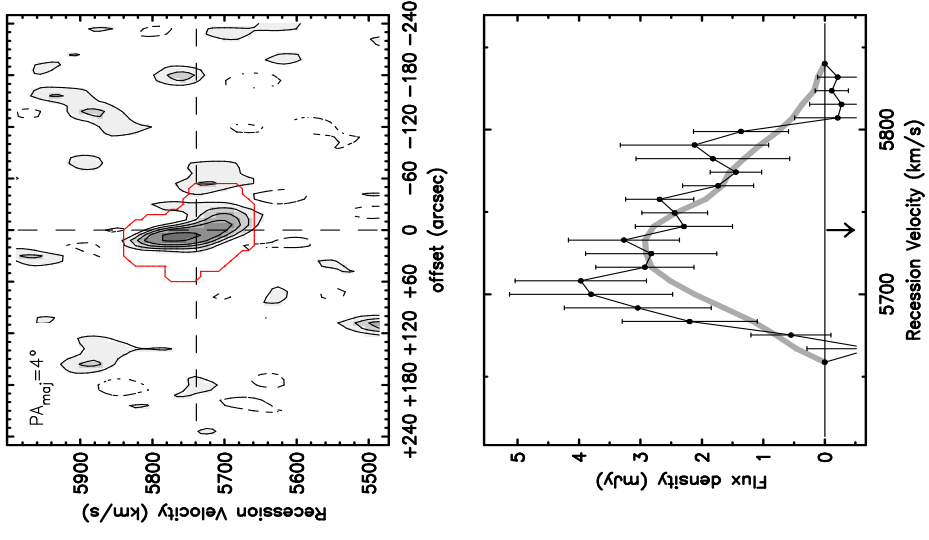 PAmaj=4°
5900
5800
5700
5600
5500
Recession Velocity (km/s)
+240 +180 +120 +60 0 −60 −120 −180 −240
offset (arcsec)
5
4
3
2
1
0
Flux density (mJy)
5700
5800
Recession Velocity (km/s)